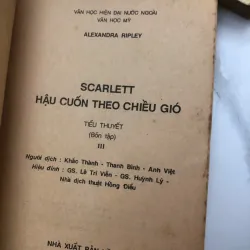 VĂN HỌC HIỆN ĐẠI NƯỚC NGOÀI
VĂN HỌC MỸ
ALEXANDRA RIPLEY
SCARLETT
HẬU CUỐN THEO CHIỀU GIÓ
TIỂU THUYẾT
(Bốn tập)
III
Người dịch : Khắc Thành - Thanh Bình - Anh Việt
Hiệu đính : GS. Lê Trí Viễn - GS. Huỳnh Lý -
Nhà dịch thuật Hồng Diểu
NHÀ XUẤT BẢN